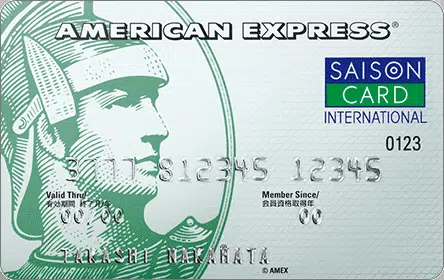 AMERICAN EXPRESS®
SAISON
CARD
INTERNATIONAL
0123
3777 812345 12345
Valid Thru/
有効期間 終了月/年
Member Since/
会員資格取得年
00/00
00
TAKASHI NAKAHATA
© AMEX